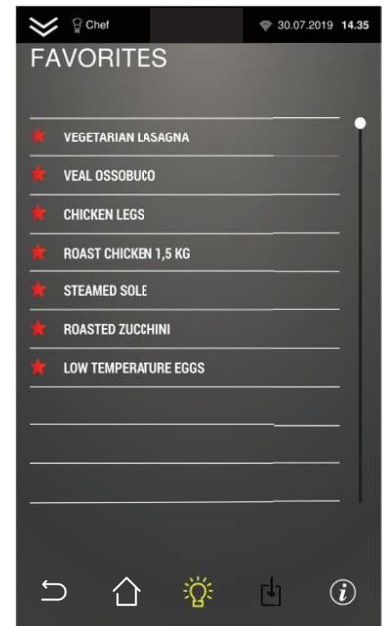 Chef 30.07.2019 14.35
FAVORITES
VEGETARIAN LASAGNA
VEAL OSSOBUCO
CHICKEN LEGS
ROAST CHICKEN 1,5 KG
STEAMED SOLE
ROASTED ZUCCHINI
LOW TEMPERATURE EGGS
i